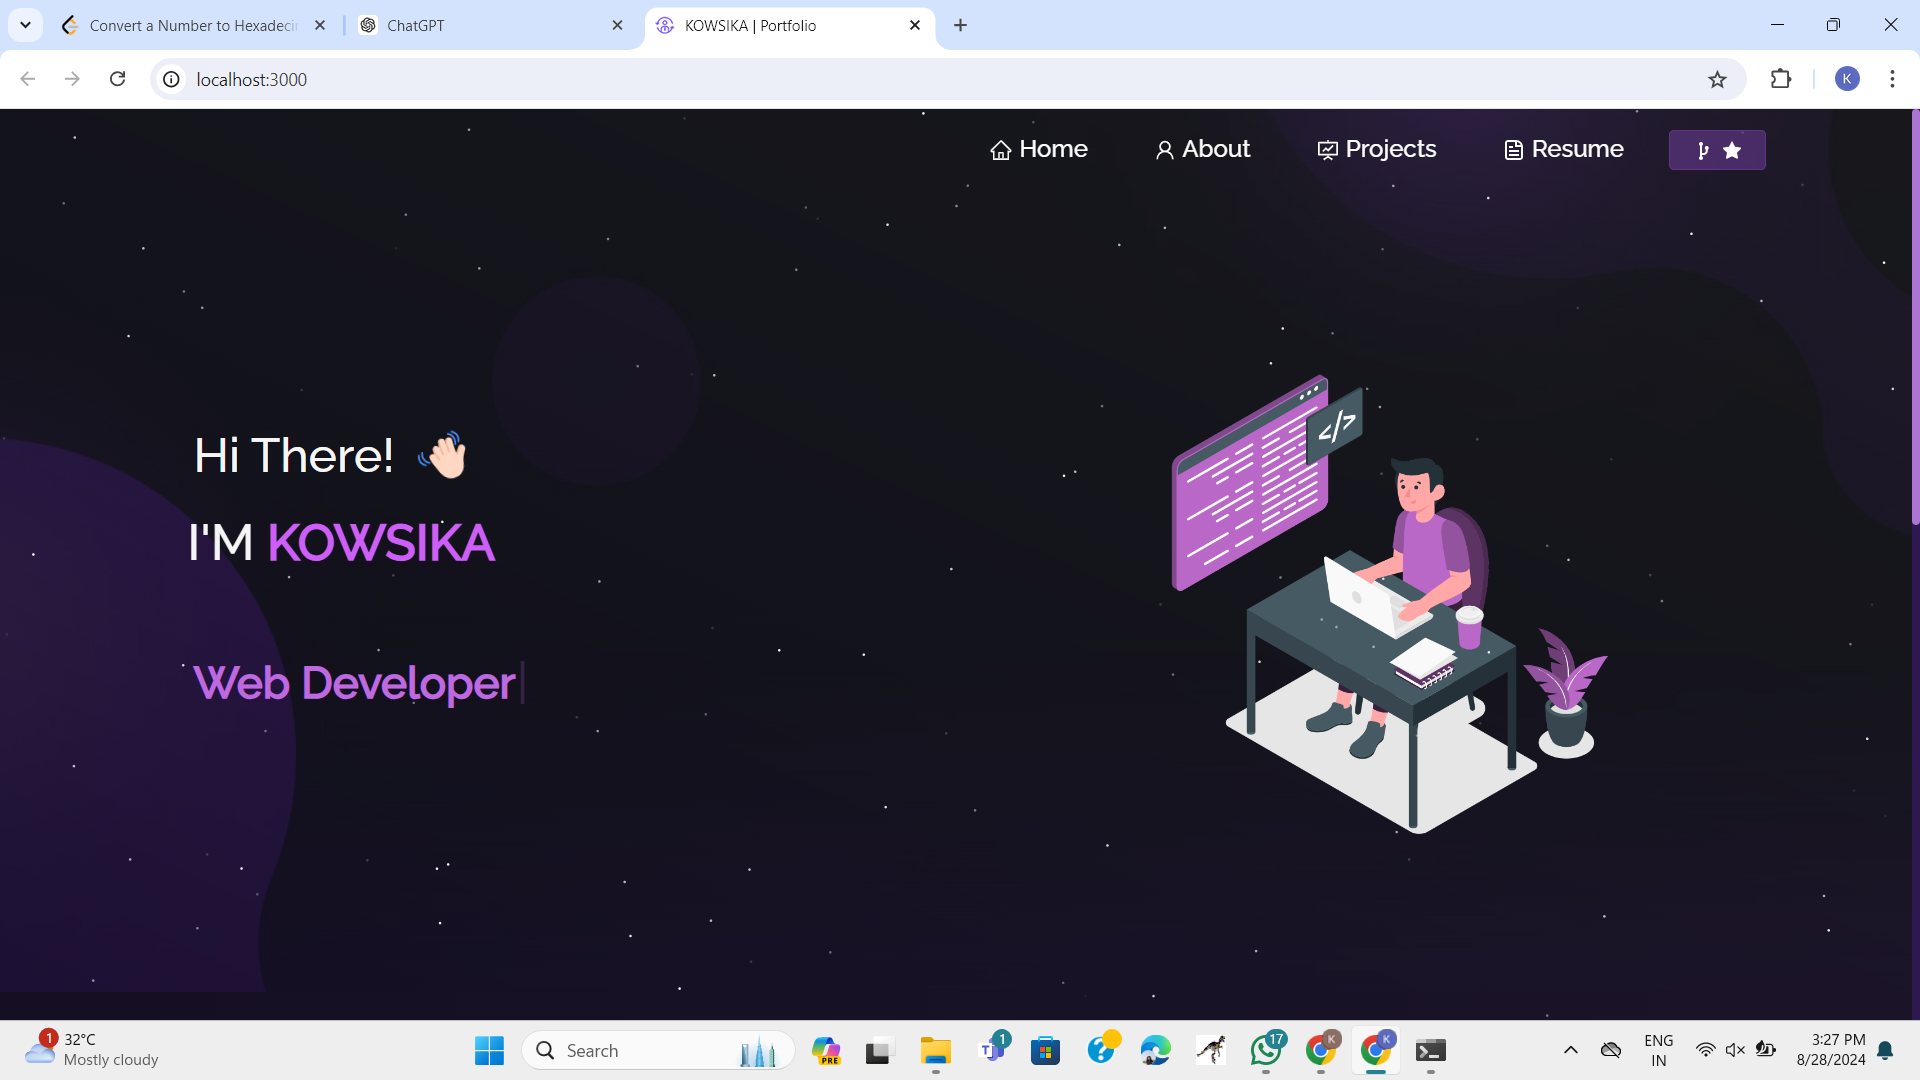 Convert a Number to Hexadeci
ChatGPT
KOWSIKA | Portfolio
localhost:3000
K
Home
About
Projects
Resume
Hi There!
I'M KOWSIKA
Web Developer
</>
1
32°C
Mostly cloudy
Search
PRE
T
1
17
K
K
ENG
IN
3:27 PM
8/28/2024